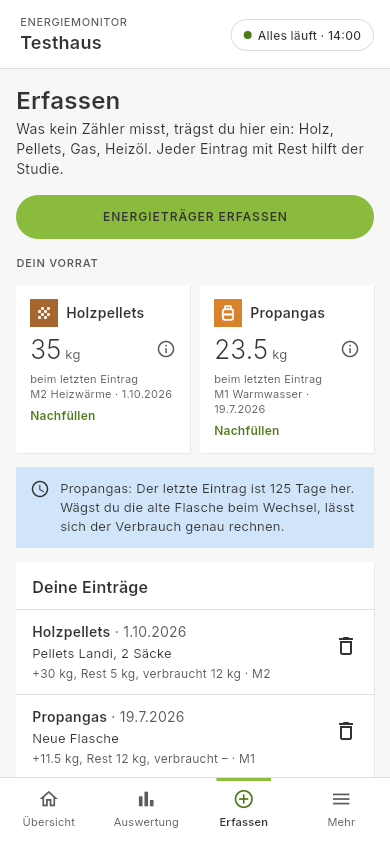 ENERGIEMONITOR
Testhaus
Alles läuft · 14:00
Erfassen
Was kein Zähler misst, trägst du hier ein: Holz,
Pellets, Gas, Heizöl. Jeder Eintrag mit Rest hilft der
Studie.
ENERGIETRÄGER ERFASSEN
DEIN VORRAT
Holzpellets
35 kg
beim letzten Eintrag
M2 Heizwärme · 1.10.2026
Nachfüllen
Propangas
23.5 kg
beim letzten Eintrag
M1 Warmwasser ·
19.7.2026
Nachfüllen
Propangas: Der letzte Eintrag ist 125 Tage her.
Wägst du die alte Flasche beim Wechsel, lässt
sich der Verbrauch genau rechnen.
Deine Einträge
Holzpellets · 1.10.2026
Pellets Landi, 2 Säcke
+30 kg, Rest 5 kg, verbraucht 12 kg · M2
Propangas · 19.7.2026
Neue Flasche
+11.5 kg, Rest 12 kg, verbraucht – · M1
Übersicht
Auswertung
Erfassen
Mehr